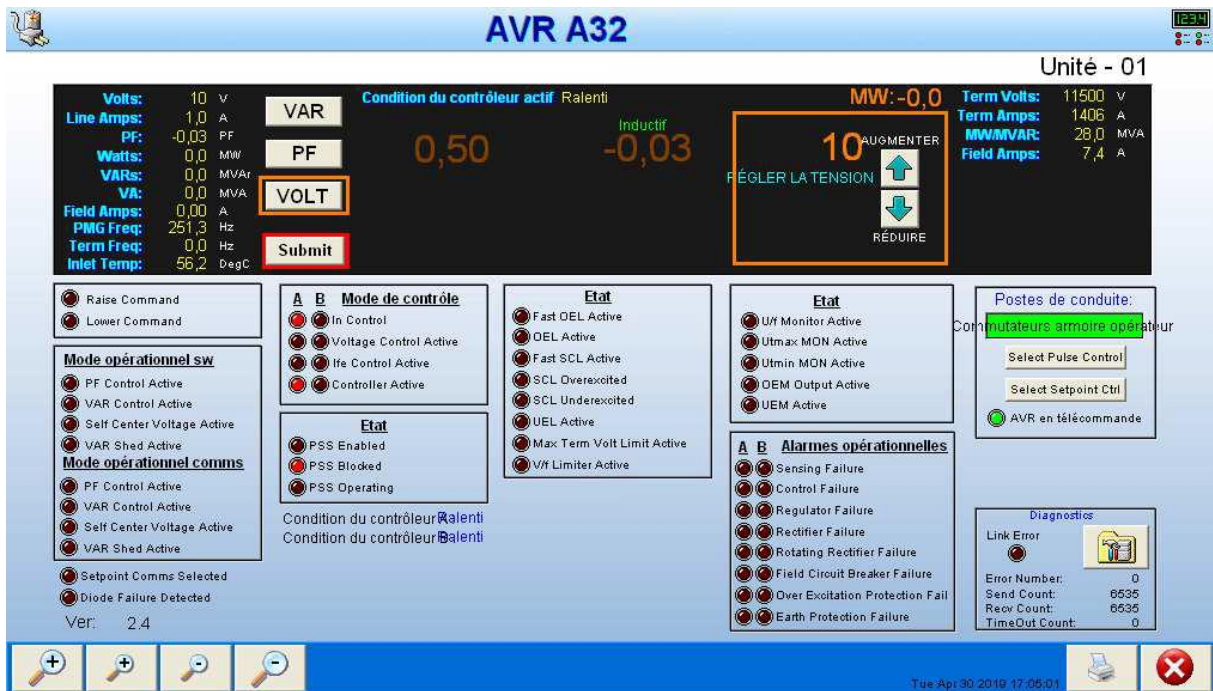 AVR A32
123.4
Unité - 01
Volts: 10 V
Line Amps: 1,0 A
PF: -0,03 PF
Watts: 0,0 MW
VARs: 0,0 MVAr
VA: 0,0 MVA
Field Amps: 0,00 A
PMG Freq: 251,3 Hz
Term Freq: 0,0 Hz
Inlet Temp: 56,2 DegC
VAR
PF
VOLT
Submit
Condition du contrôleur actif Ralenti
0,50
Inductif
-0,03
MW:-0,0
10
AUGMENTER
RÉGLER LA TENSION
RÉDUIRE
Term Volts: 11500 V
Term Amps: 1406 A
MW/MVAR: 28,0 MVA
Field Amps: 7,4 A
Raise Command
Lower Command
Mode opérationnel sw
PF Control Active
VAR Control Active
Self Center Voltage Active
VAR Shed Active
Mode opérationnel comms
PF Control Active
VAR Control Active
Self Center Voltage Active
VAR Shed Active
Setpoint Comms Selected
Diode Failure Detected
Ver: 2.4
A B Mode de contrôle
In Control
Voltage Control Active
Ife Control Active
Controller Active
Etat
PSS Enabled
PSS Blocked
PSS Operating
Condition du contrôleur A Ralenti
Condition du contrôleur B Ralenti
Etat
Fast OEL Active
OEL Active
Fast SCL Active
SCL Overexcited
SCL Underexcited
UEL Active
Max Term Volt Limit Active
V/f Limiter Active
Etat
U/f Monitor Active
Utmax MON Active
Utmin MON Active
OEM Output Active
UEM Active
A B Alarmes opérationnelles
Sensing Failure
Control Failure
Regulator Failure
Rectifier Failure
Rotating Rectifier Failure
Field Circuit Breaker Failure
Over Excitation Protection Fail
Earth Protection Failure
Postes de conduite:
Commutateurs armoire opérateur
Select Pulse Control
Select Setpoint Ctrl
AVR en télécommande
Diagnostics
Link Error
Error Number: 0
Send Count: 6535
Recv Count: 6535
TimeOut Count: 0
Tue Apr 30 2019 17:05:01